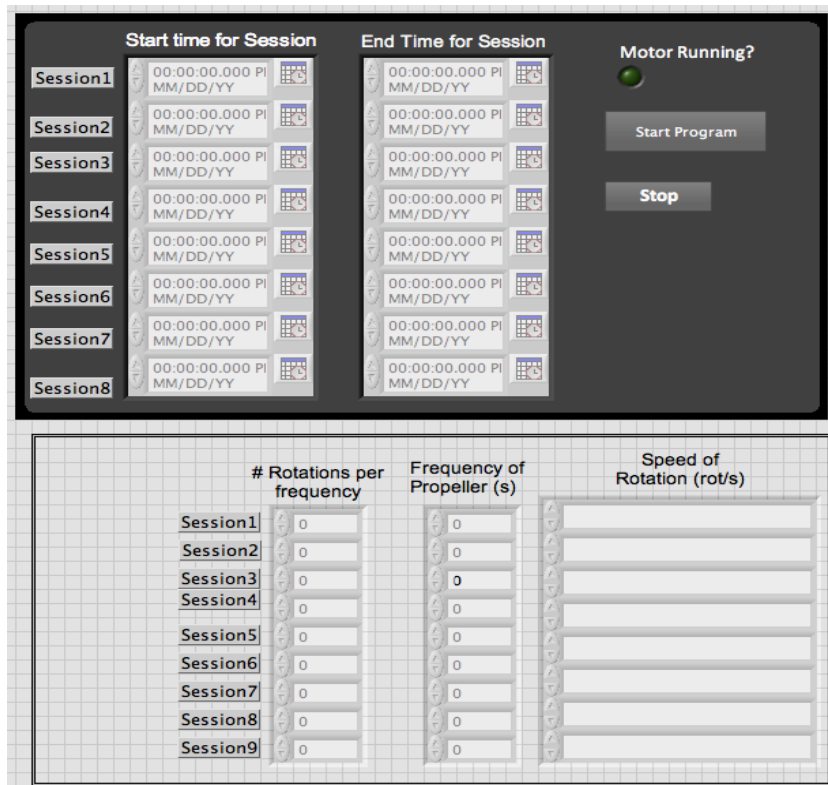 Start time for Session End Time for Session
Motor Running?
Session1 00:00:00.000 PI 00:00:00.000 PI
MM/DD/YY MM/DD/YY
Session2 00:00:00.000 PI 00:00:00.000 PI
MM/DD/YY MM/DD/YY
Start Program
Session3 00:00:00.000 PI 00:00:00.000 PI
MM/DD/YY MM/DD/YY
Session4 00:00:00.000 PI 00:00:00.000 PI
MM/DD/YY MM/DD/YY
Stop
Session5 00:00:00.000 PI 00:00:00.000 PI
MM/DD/YY MM/DD/YY
Session6 00:00:00.000 PI 00:00:00.000 PI
MM/DD/YY MM/DD/YY
Session7 00:00:00.000 PI 00:00:00.000 PI
MM/DD/YY MM/DD/YY
Session8 00:00:00.000 PI 00:00:00.000 PI
MM/DD/YY MM/DD/YY
# Rotations per
frequency
Frequency of
Propeller (s)
Speed of
Rotation (rot/s)
Session1 0 0
Session2 0 0
Session3 0 0
Session4 0 0
Session5 0 0
Session6 0 0
Session7 0 0
Session8 0 0
Session9 0 0